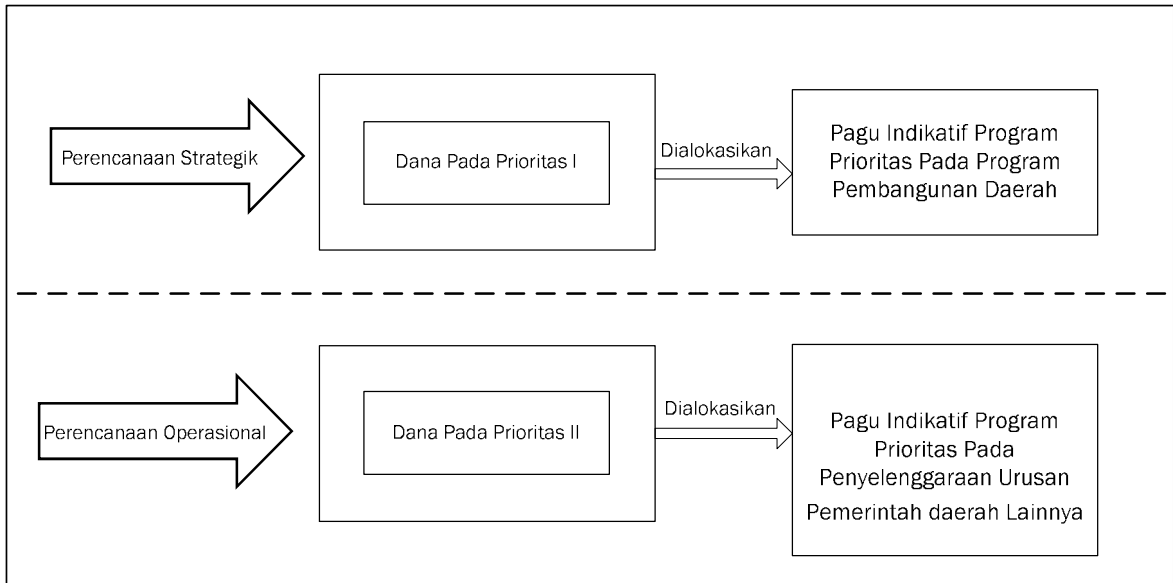 Perencanaan Strategik
Dana Pada Prioritas I
Dialokasikan
Pagu Indikatif Program
Prioritas Pada Program
Pembangunan Daerah
Perencanaan Operasional
Dana Pada Prioritas II
Dialokasikan
Pagu Indikatif Program
Prioritas Pada
Penyelenggaraan Urusan
Pemerintah daerah Lainnya